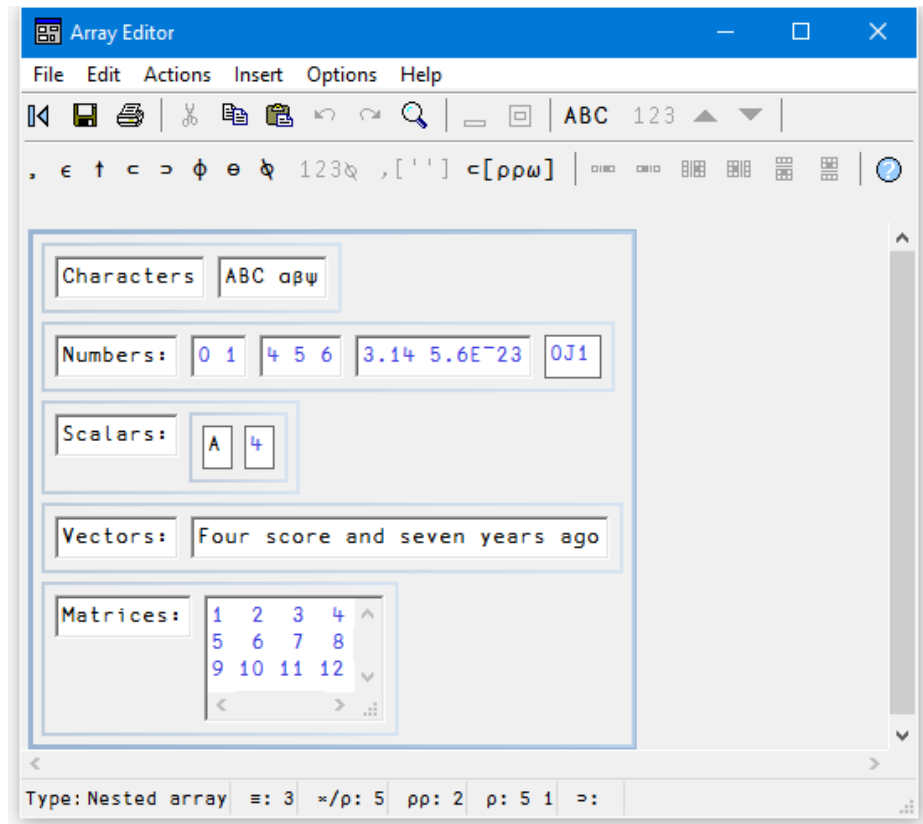 Array Editor
File Edit Actions Insert Options Help
ABC 123
, ϵ ↑ ⊂ ⊃ ⌽ ⊖ ⍉ 123⍉ ,[''] ⊂[⍴⍴⍵]
Characters ABC αβψ
Numbers: 0 1 4 5 6 3.14 5.6E¯23 0J1
Scalars: A 4
Vectors: Four score and seven years ago
Matrices: 1 2 3 4
5 6 7 8
9 10 11 12
Type: Nested array ≡: 3 ×/⍴: 5 ⍴⍴: 2 ⍴: 5 1 ⊃: